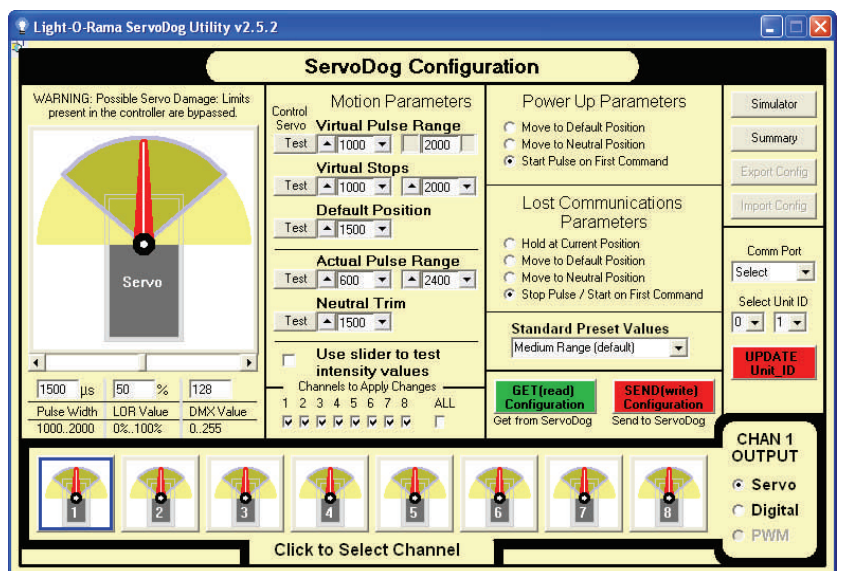 Light-O-Rama ServoDog Utility v2.5.2
ServoDog Configuration
WARNING: Possible Servo Damage: Limits
present in the controller are bypassed.
Servo
1500 µs 50 % 128
Pulse Width LOR Value DMX Value
1000..2000 0%..100% 0..255
Motion Parameters
Control
Servo Virtual Pulse Range
Test 1000 2000
Virtual Stops
Test 1000 2000
Default Position
Test 1500
Actual Pulse Range
Test 600 2400
Neutral Trim
Test 1500
Use slider to test
intensity values
Channels to Apply Changes
1 2 3 4 5 6 7 8 ALL
Power Up Parameters
Move to Default Position
Move to Neutral Position
Start Pulse on First Command
Lost Communications
Parameters
Hold at Current Position
Move to Default Position
Move to Neutral Position
Stop Pulse / Start on First Command
Standard Preset Values
Medium Range (default)
GET(read)
Configuration
Get from ServoDog
SEND(write)
Configuration
Send to ServoDog
Simulator
Summary
Export Config
Import Config
Comm Port
Select
Select Unit ID
0 1
UPDATE
Unit_ID
1 2 3 4 5 6 7 8
Click to Select Channel
CHAN 1
OUTPUT
Servo
Digital
PWM